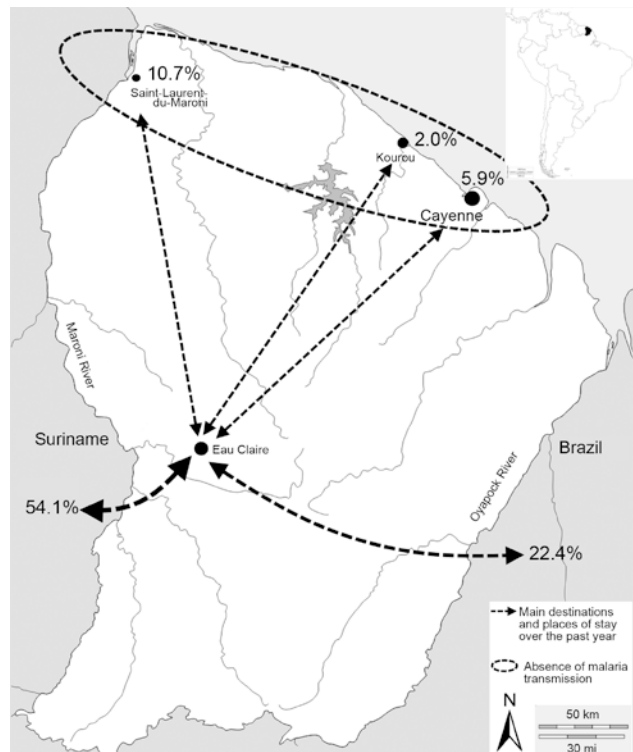 10.7%
Saint-Laurent-
du-Maroni
2.0%
Kourou
5.9%
Cayenne
Maroni River
Suriname
Eau Claire
Oyapock River
Brazil
54.1%
22.4%
Main destinations
and places of stay
over the past year
Absence of malaria
transmission
N
50 km
30 mi